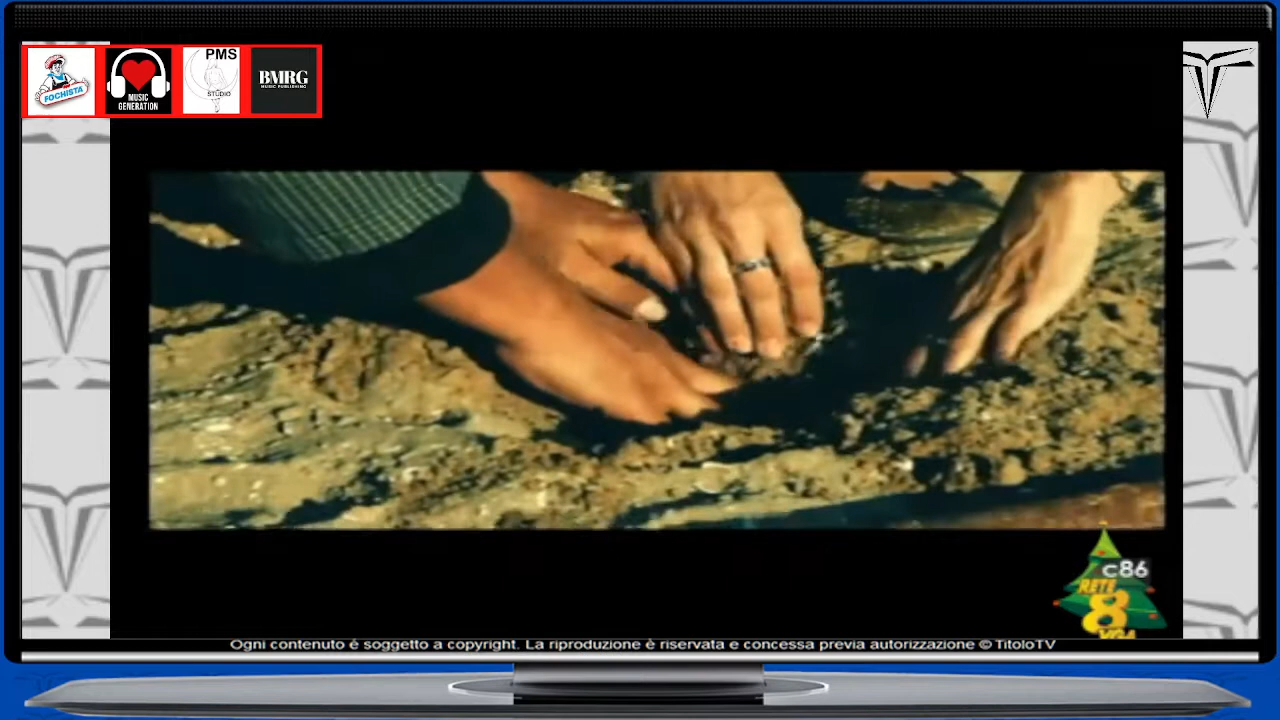 FOCHISTA
MUSIC
GENERATION
PMS
STUDIO
BMRG
MUSIC PUBLISHING
c86
RETE
8
VGA
Ogni contenuto é soggetto a copyright. La riproduzione è riservata e concessa previa autorizzazione © TitoloTV